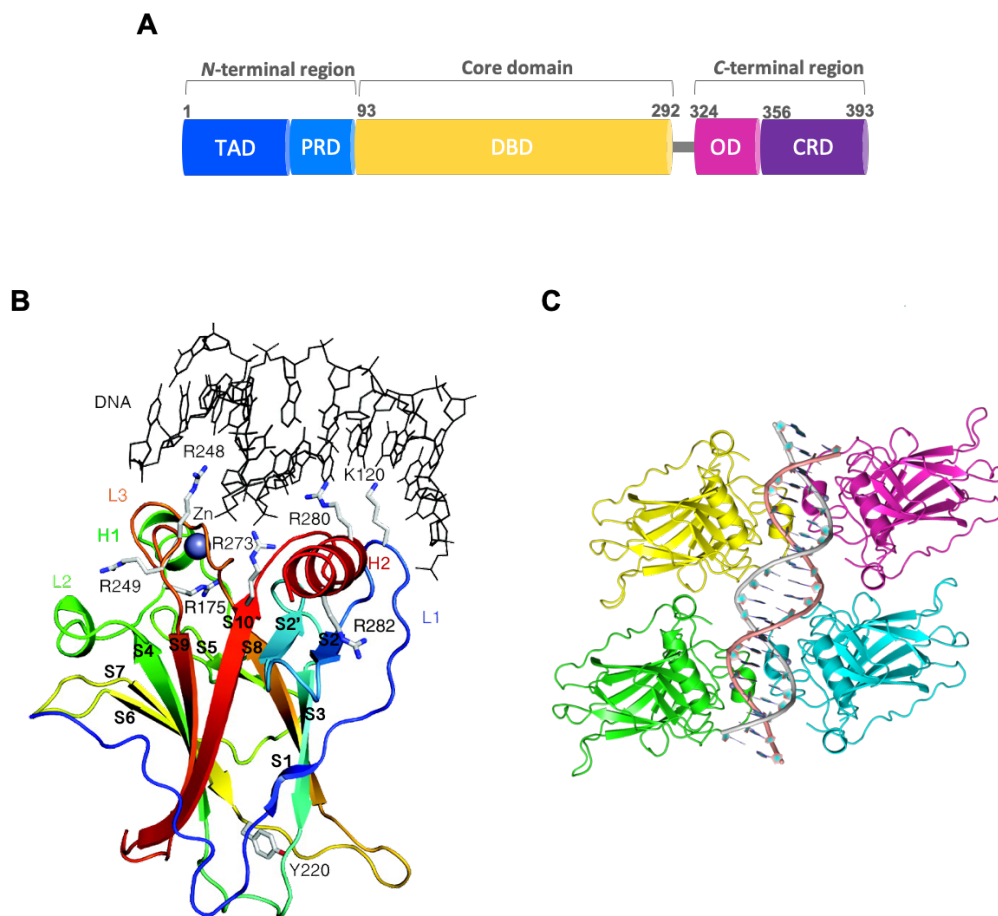 A
N-terminal region Core domain C-terminal region
1 93 292 324 356 393
TAD PRD DBD OD CRD
B
C
DNA
R248
K120
L3
Zn
R280
H1
R273
H2
R249
L2
R175
L1
S10
S2'
S2
R282
S4
S9
S5
S8
S7
S6
S3
S1
Y220